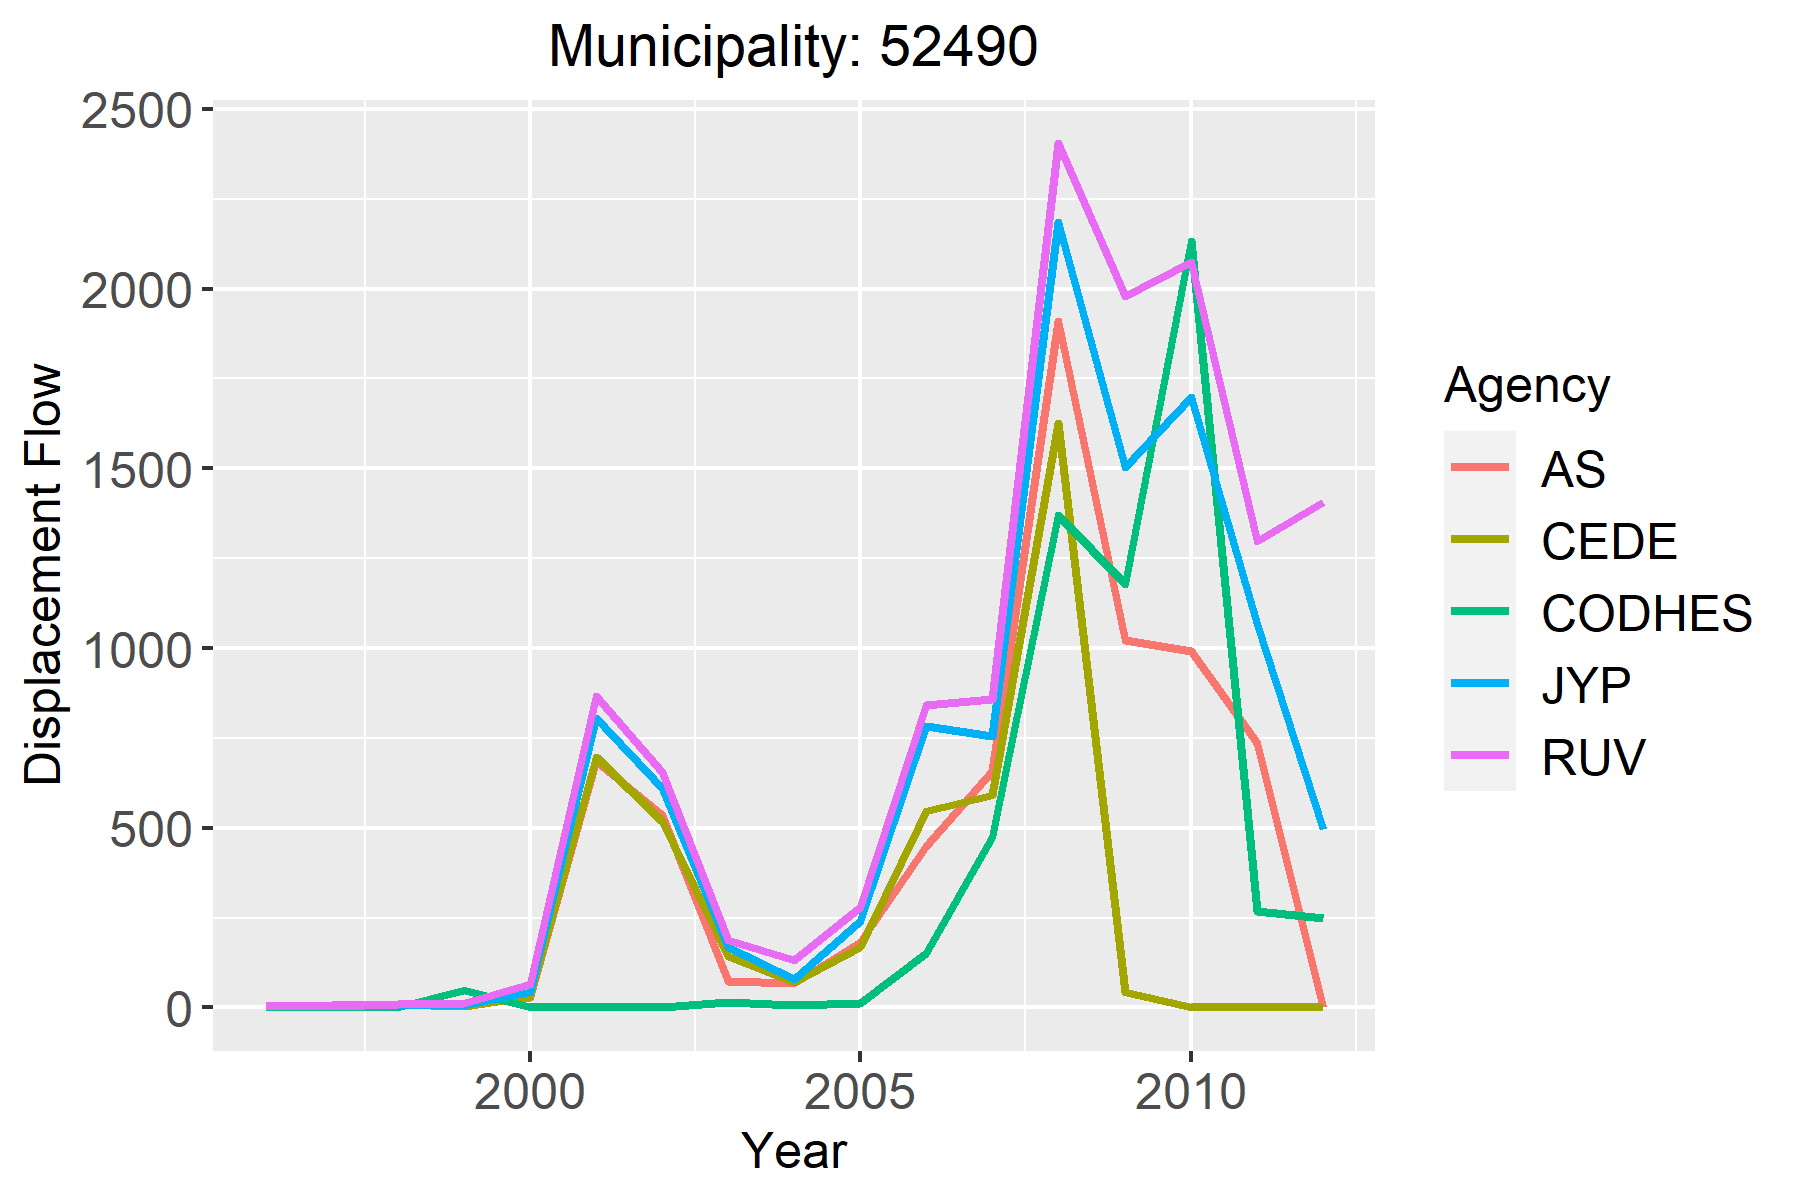 Municipality: 52490
2500
2000
1500
1000
500
0
Displacement Flow
2000 2005 2010
Year
Agency
AS
CEDE
CODHES
JYP
RUV